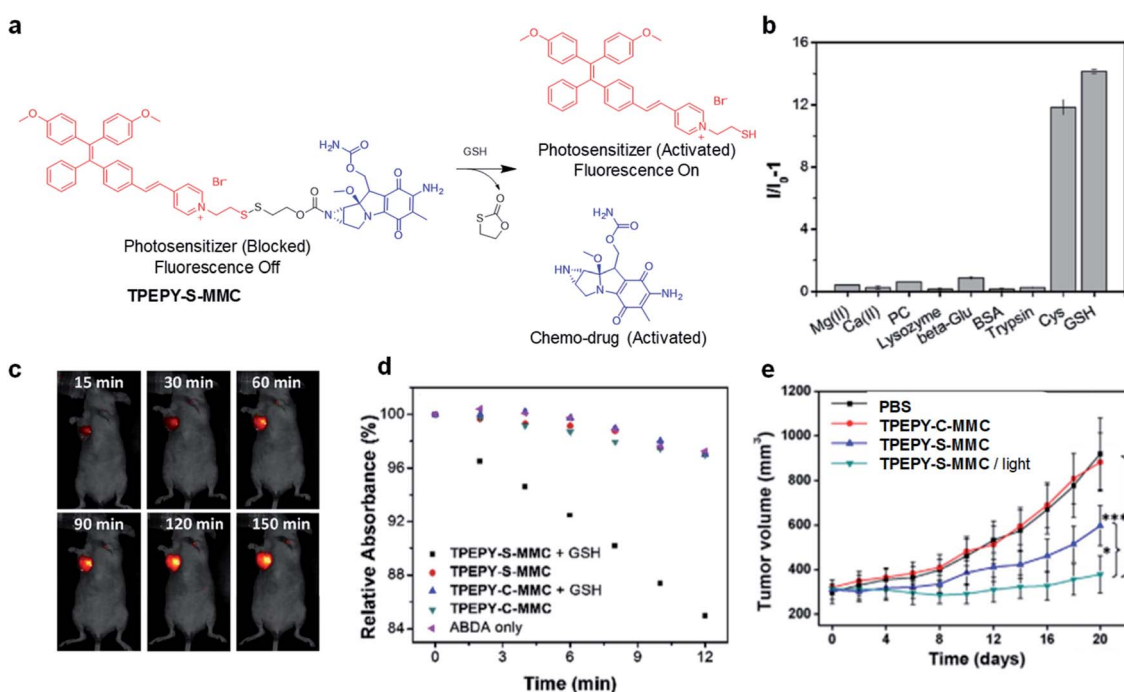 a
O
O
Br⁻
N
+
S
S
O
O
N
H₂N
O
O
O
O
N
NH₂
O
Photosensitizer (Blocked)
Fluorescence Off
TPEPY-S-MMC
GSH
O
S
O
O
O
Br⁻
N
+
SH
Photosensitizer (Activated)
Fluorescence On
H₂N
O
O
O
HN
O
N
NH₂
O
Chemo-drug (Activated)
b
I/I₀-1
16
12
8
4
0
Mg(II)
Ca(II)
PC
Lysozyme
beta-Glu
BSA
Trypsin
Cys
GSH
c
15 min
30 min
60 min
90 min
120 min
150 min
d
Relative Absorbance (%)
100
96
92
88
84
TPEPY-S-MMC + GSH
TPEPY-S-MMC
TPEPY-C-MMC + GSH
TPEPY-C-MMC
ABDA only
0
3
6
9
12
Time (min)
e
Tumor volume (mm³)
1200
1000
800
600
400
200
PBS
TPEPY-C-MMC
TPEPY-S-MMC
TPEPY-S-MMC / light
***
*
0
4
8
12
16
20
Time (days)